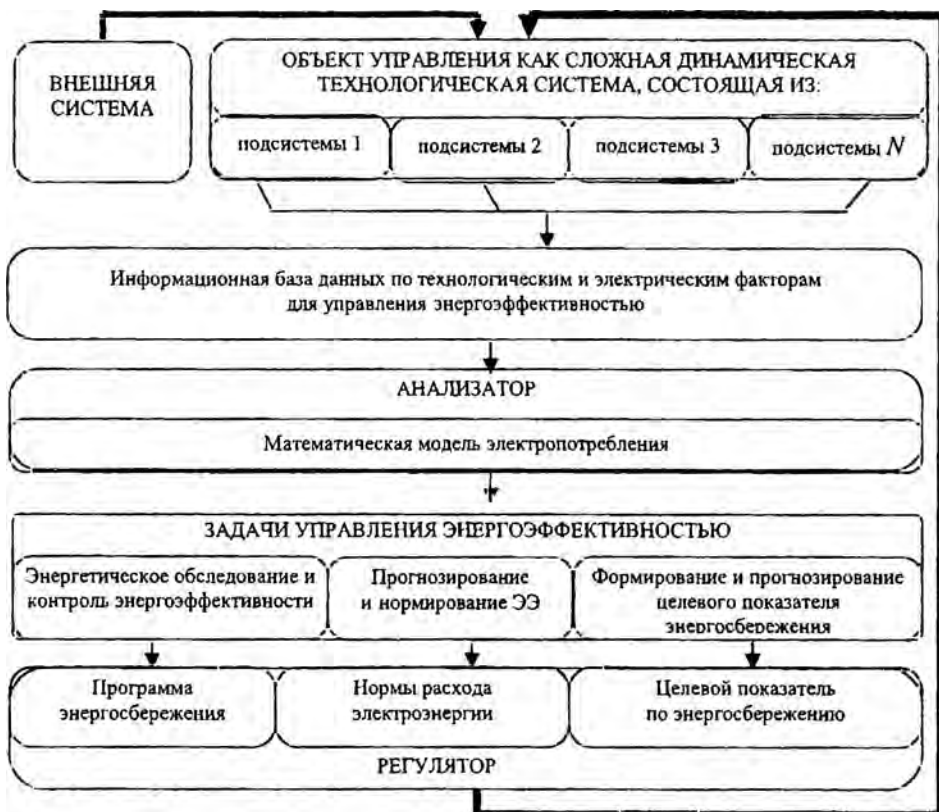 ВНЕШНЯЯ
СИСТЕМА
ОБЪЕКТ УПРАВЛЕНИЯ КАК СЛОЖНАЯ ДИНАМИЧЕСКАЯ
ТЕХНОЛОГИЧЕСКАЯ СИСТЕМА, СОСТОЯЩАЯ ИЗ:
подсистемы 1
подсистемы 2
подсистемы 3
подсистемы N
Информационная база данных по технологическим и электрическим факторам
для управления энергоэффективностью
АНАЛИЗАТОР
Математическая модель электропотребления
ЗАДАЧИ УПРАВЛЕНИЯ ЭНЕРГОЭФФЕКТИВНОСТЬЮ
Энергетическое обследование и
контроль энергоэффективности
Прогнозирование
и нормирование ЭЭ
Формирование и прогнозирование
целевого показателя
энергосбережения
Программа
энергосбережения
Нормы расхода
электроэнергии
Целевой показатель
по энергосбережению
РЕГУЛЯТОР